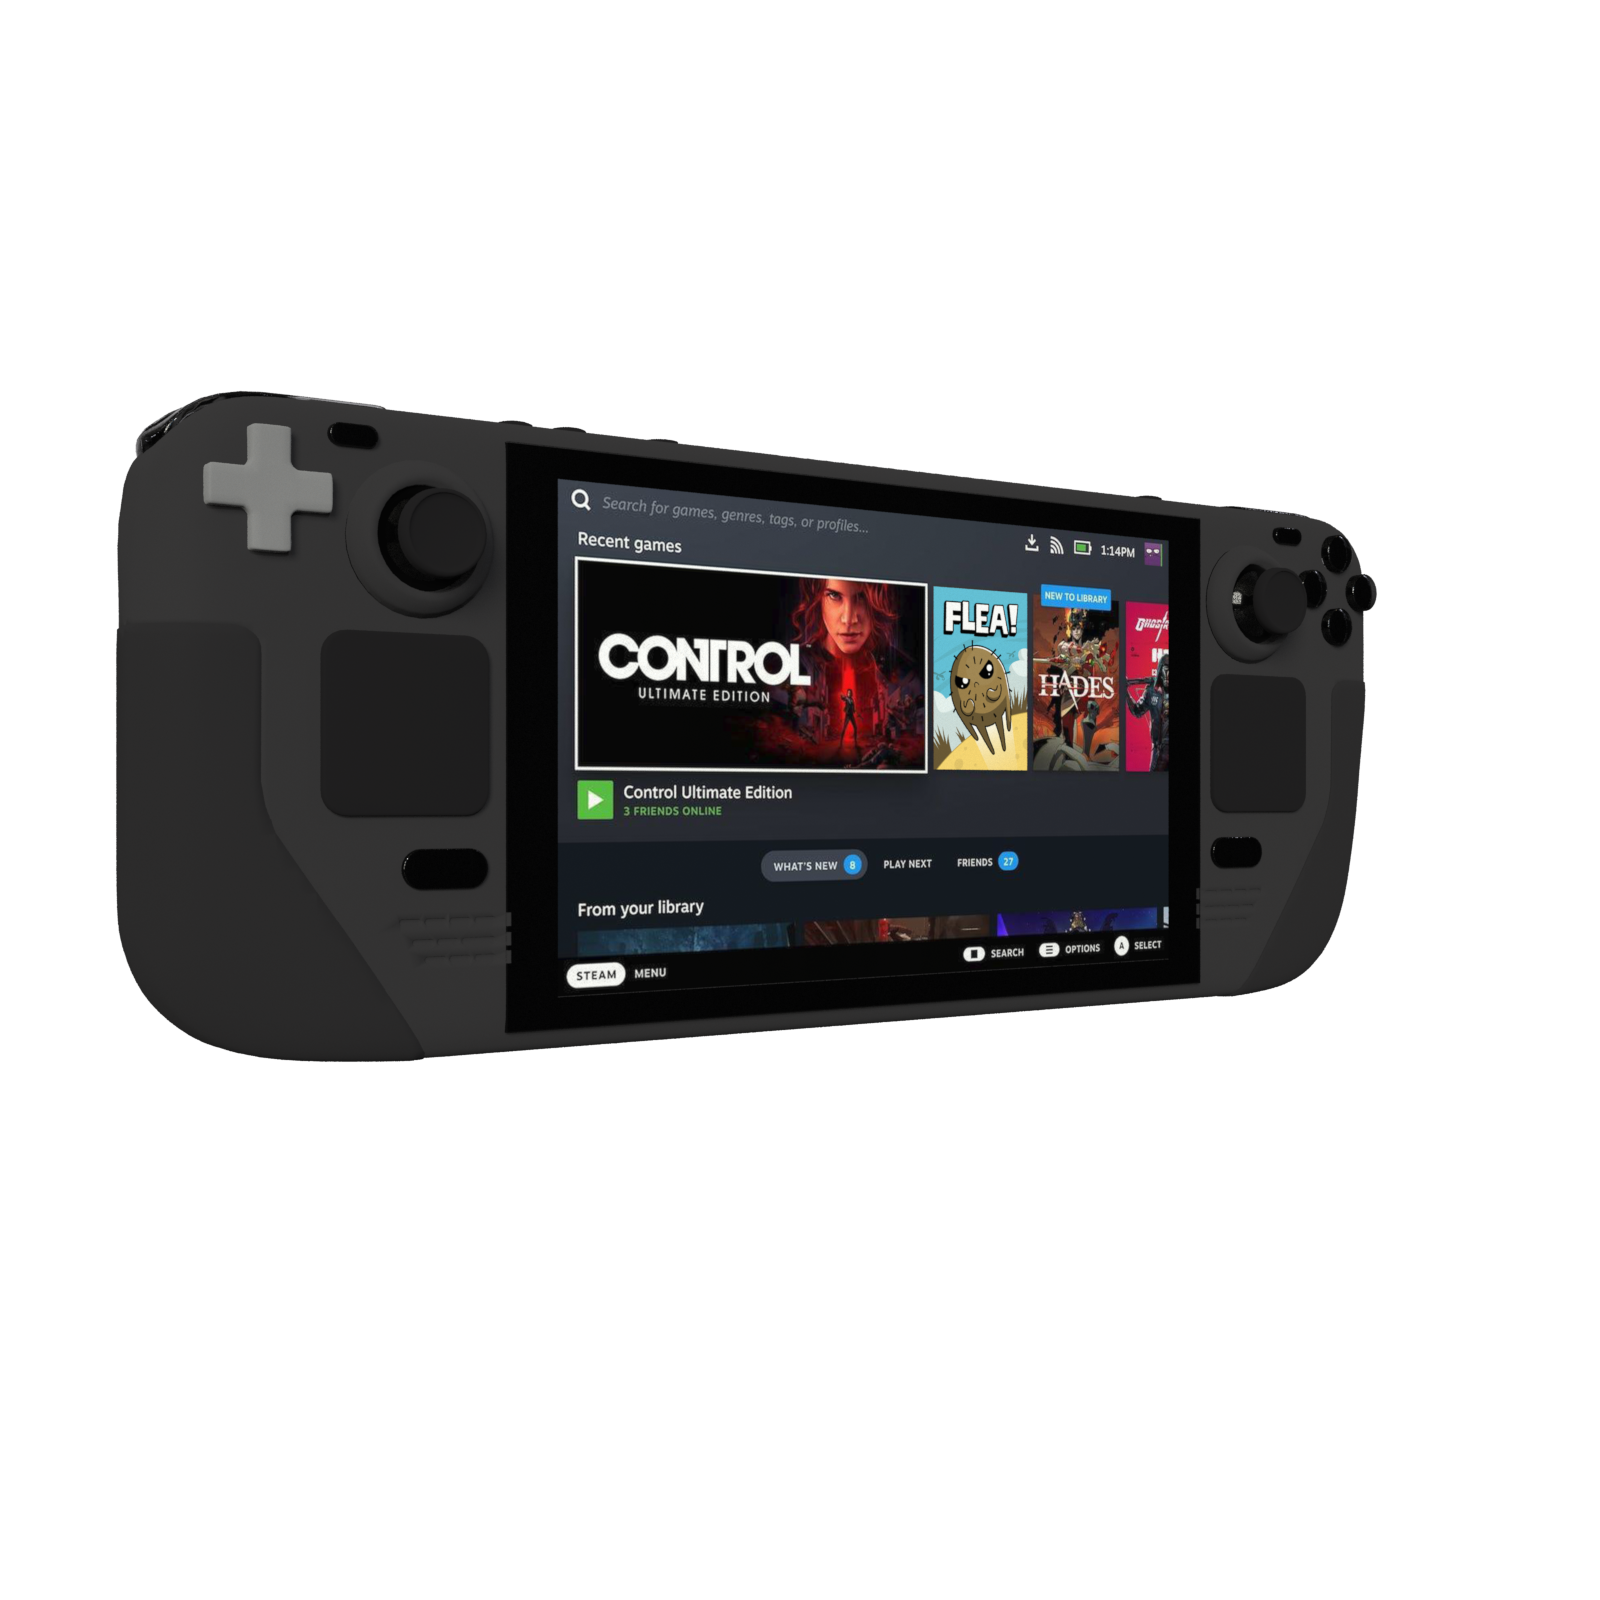 Search for games, genres, tags, or profiles...
1:14PM
Recent games
CONTROL
ULTIMATE EDITION
FLEA!
NEW TO LIBRARY
HADES
Control Ultimate Edition
3 FRIENDS ONLINE
WHAT'S NEW 8
PLAY NEXT
FRIENDS 27
From your library
STEAM MENU
SEARCH
OPTIONS
A SELECT